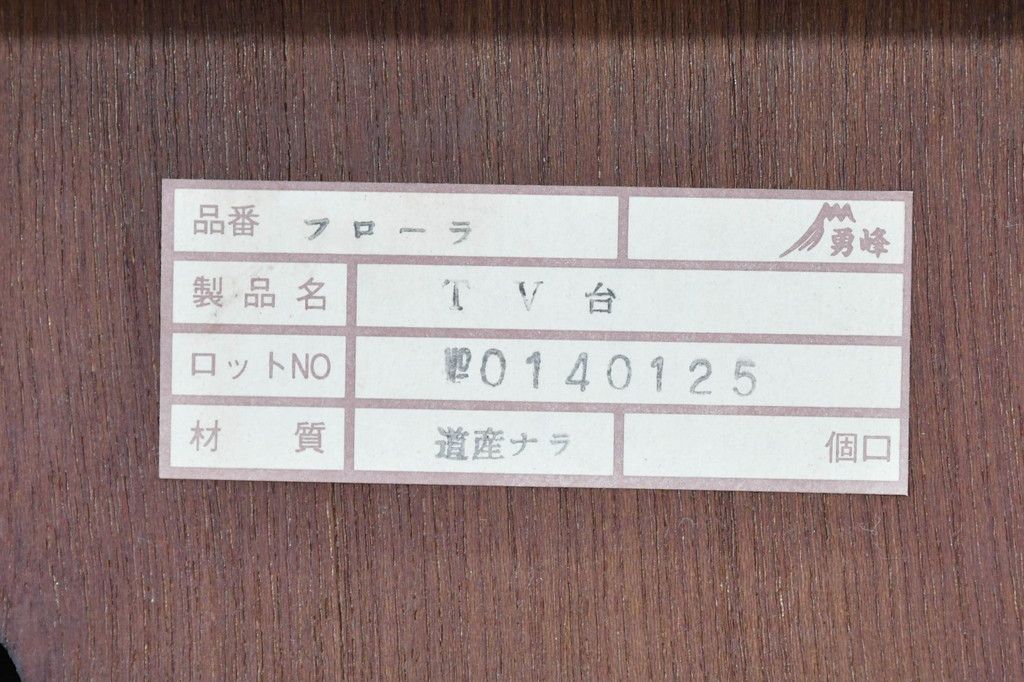 品番 フローラ 勇峰
製品名 TV台
ロットNO 0140125
材質 道産ナラ 個口